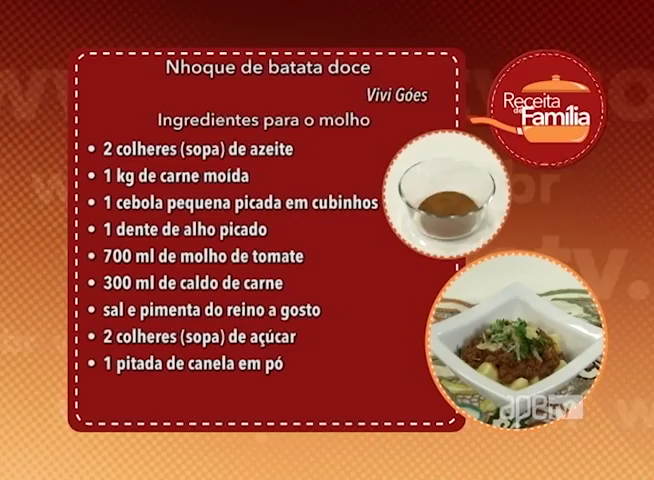 Nhoque de batata doce
Vivi Góes
Ingredientes para o molho
• 2 colheres (sopa) de azeite
• 1 kg de carne moída
• 1 cebola pequena picada em cubinhos
• 1 dente de alho picado
• 700 ml de molho de tomate
• 300 ml de caldo de carne
• sal e pimenta do reino a gosto
• 2 colheres (sopa) de açúcar
• 1 pitada de canela em pó
Receita
de Família